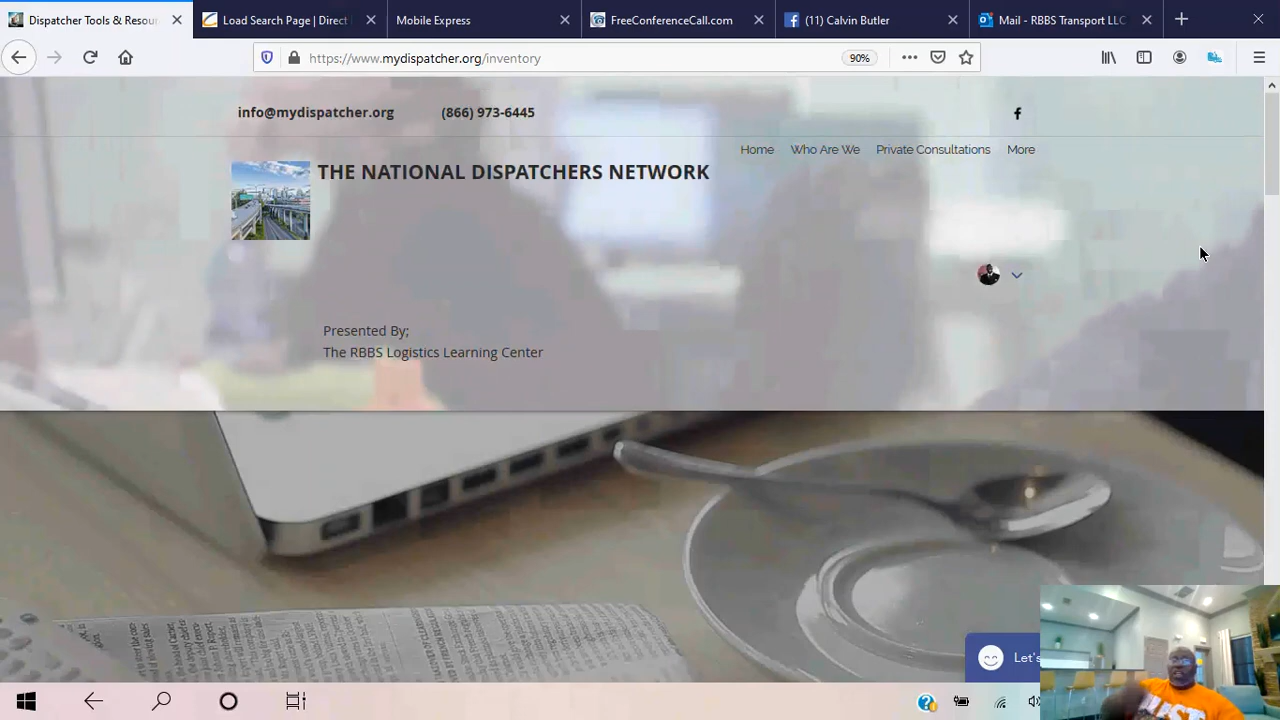 Dispatcher Tools & Resou
Load Search Page | Direct
Mobile Express
FreeConferenceCall.com
(11) Calvin Butler
Mail - RBBS Transport LLC
https://www.mydispatcher.org/inventory
90%
info@mydispatcher.org (866) 973-6445
Home Who Are We Private Consultations More
THE NATIONAL DISPATCHERS NETWORK
Presented By;
The RBBS Logistics Learning Center
Let's